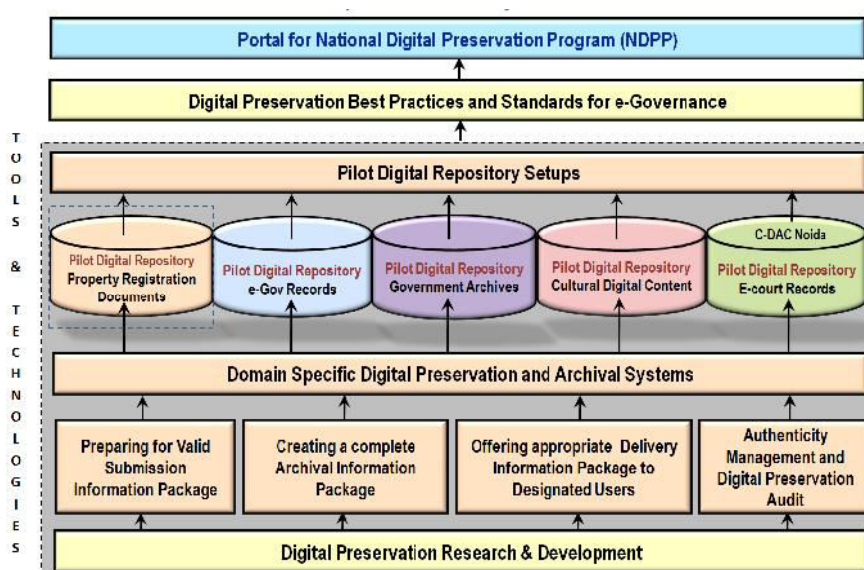 Portal for National Digital Preservation Program (NDPP)
Digital Preservation Best Practices and Standards for e-Governance
TOOLS & TECHNOLOGIES
Pilot Digital Repository Setups
Pilot Digital Repository
Property Registration
Documents
Pilot Digital Repository
e-Gov Records
Pilot Digital Repository
Government Archives
Pilot Digital Repository
Cultural Digital Content
C-DAC Noida
Pilot Digital Repository
E-court Records
Domain Specific Digital Preservation and Archival Systems
Preparing for Valid
Submission
Information Package
Creating a complete
Archival Information
Package
Offering appropriate Delivery
Information Package to
Designated Users
Authenticity
Management and
Digital Preservation
Audit
Digital Preservation Research & Development